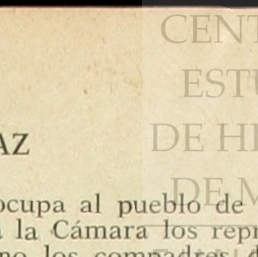 CENT
ESTU
DE HI
DE M
AZ
ocupa al pueblo de
a la Cámara los repr
no los compadres d